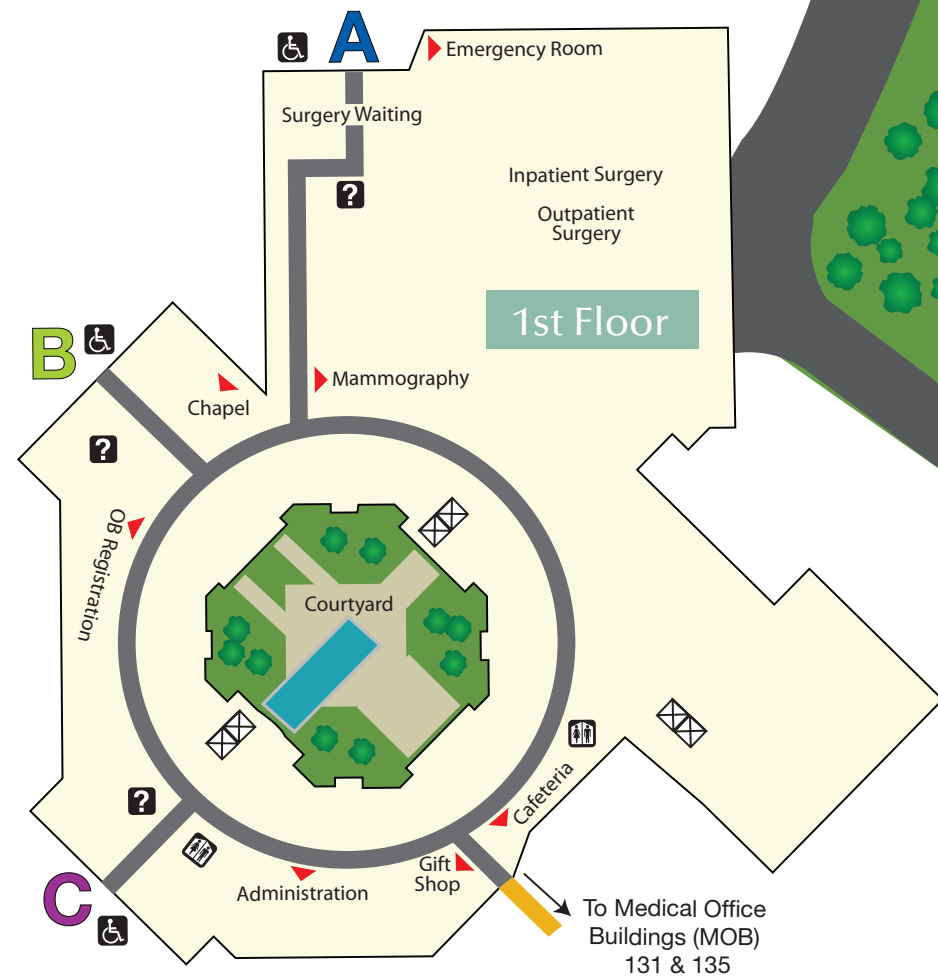 A
Emergency Room
Surgery Waiting
?
Inpatient Surgery
Outpatient
Surgery
1st Floor
B
Mammography
Chapel
?
OB Registration
Courtyard
Cafeteria
?
Gift
Shop
Administration
C
To Medical Office
Buildings (MOB)
131 & 135